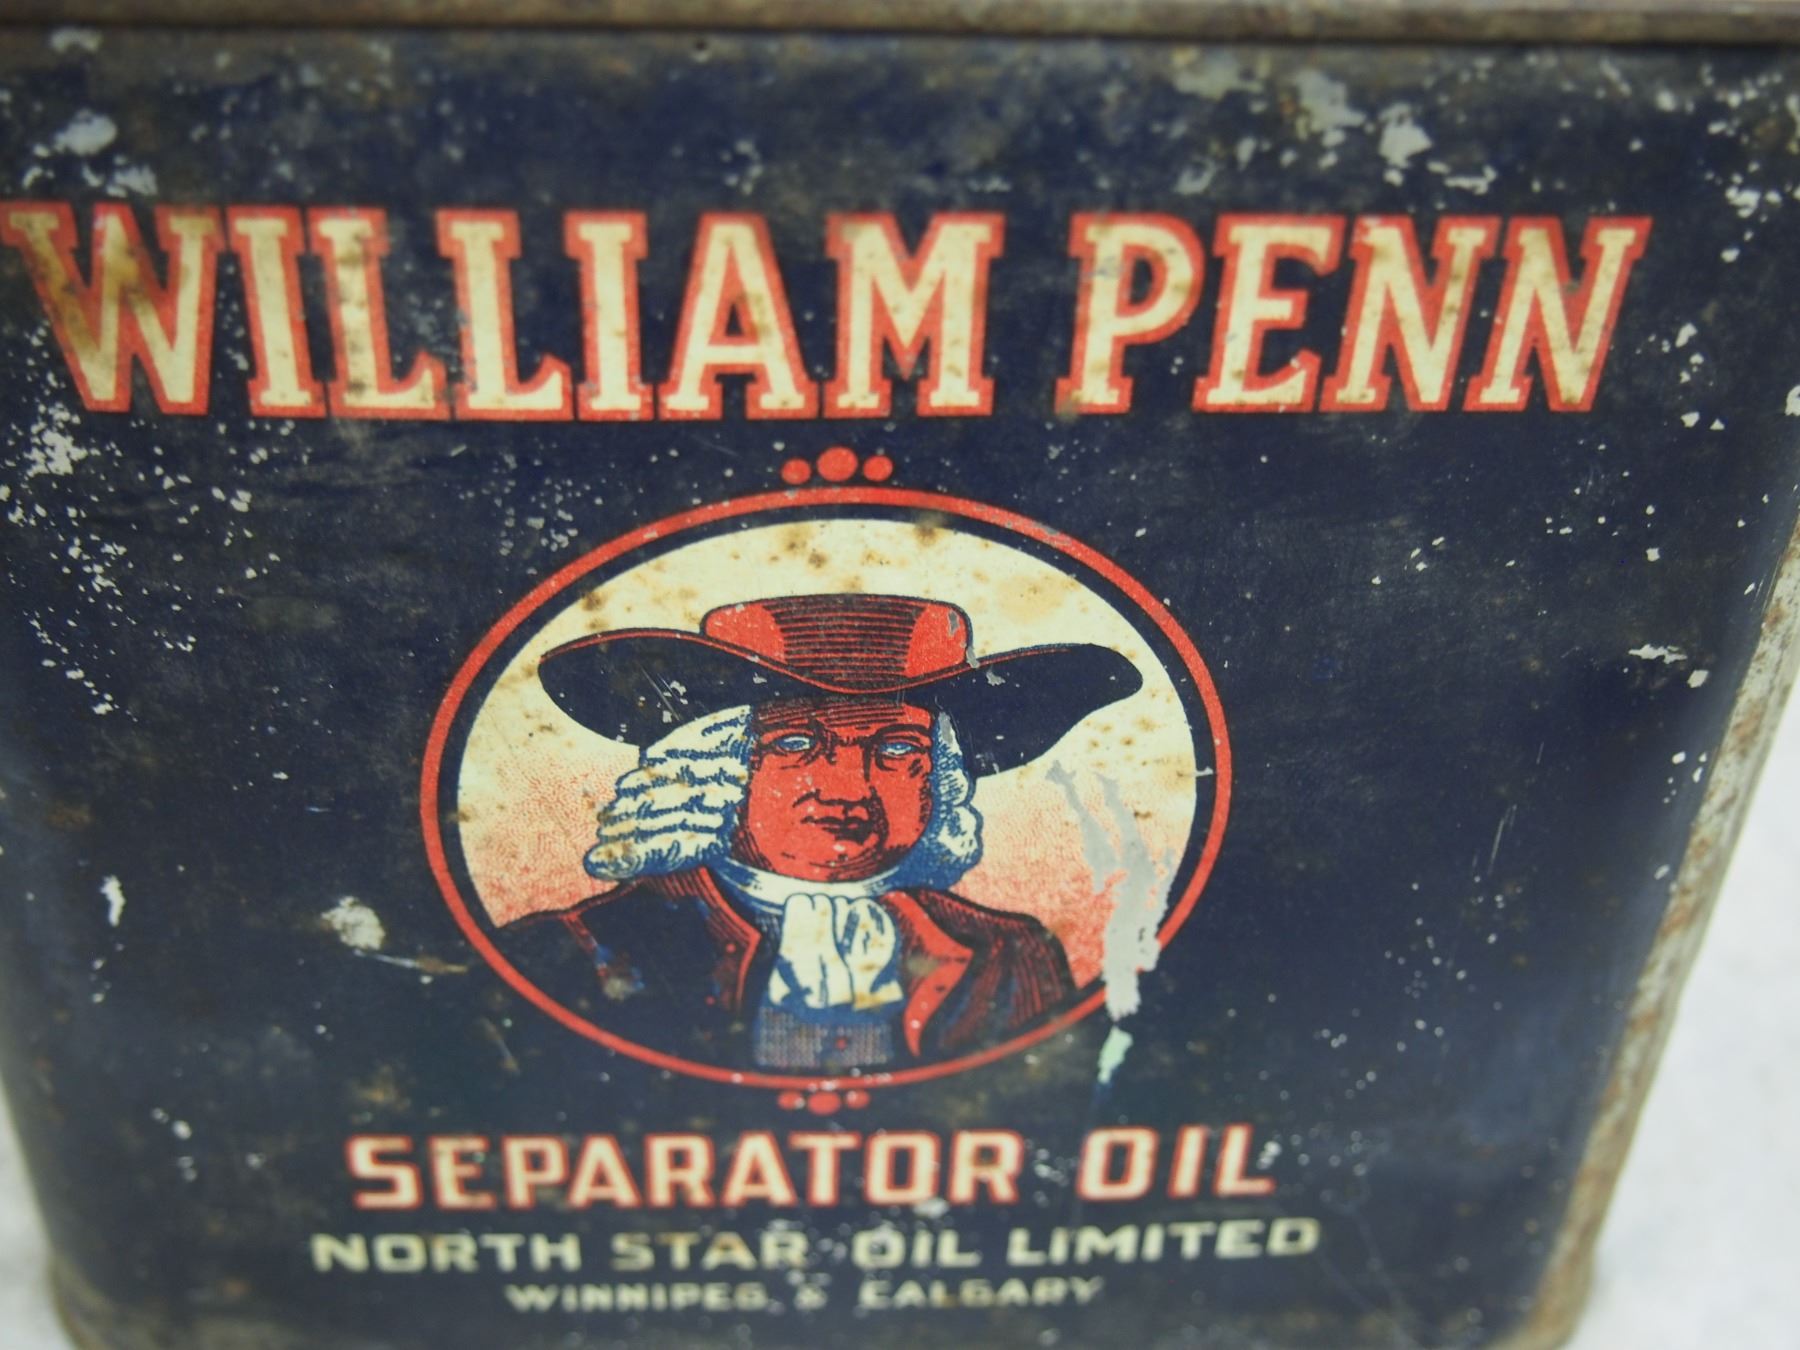 WILLIAM PENN
SEPARATOR OIL
NORTH STAR OIL LIMITED
WINNIPEG & CALGARY